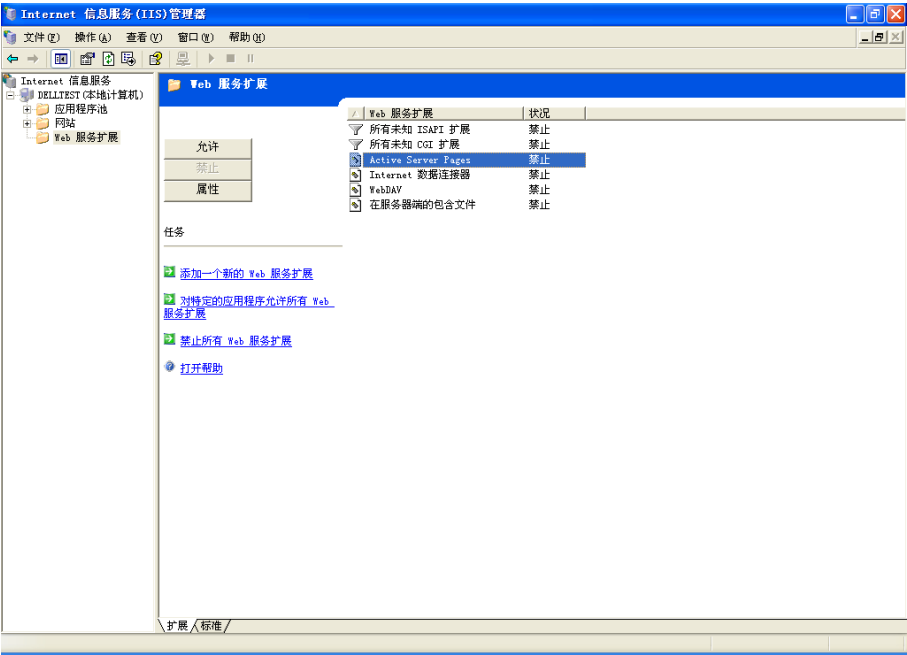 Internet 信息服务(IIS)管理器
文件(F) 操作(A) 查看(V) 窗口(W) 帮助(H)
Internet 信息服务
DELLTEST(本地计算机)
应用程序池
网站
Web 服务扩展
Web 服务扩展
允许
禁止
属性
任务
添加一个新的 Web 服务扩展
对特定的应用程序允许所有 Web
服务扩展
禁止所有 Web 服务扩展
打开帮助
Web 服务扩展 状况
所有未知 ISAPI 扩展 禁止
所有未知 CGI 扩展 禁止
Active Server Pages 禁止
Internet 数据连接器 禁止
WebDAV 禁止
在服务器端的包含文件 禁止
扩展 标准